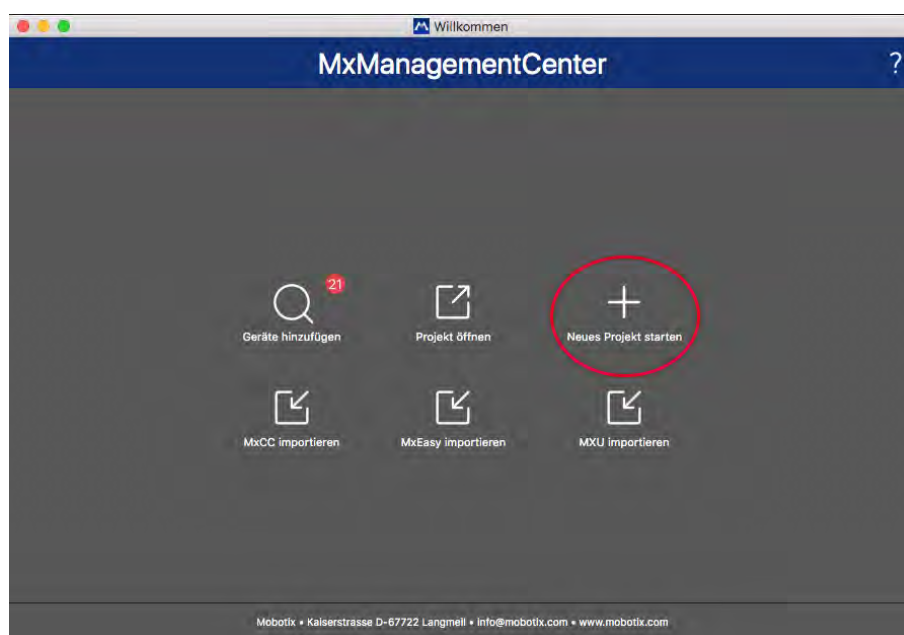 Willkommen
MxManagementCenter
?
21
Geräte hinzufügen
Projekt öffnen
Neues Projekt starten
MxCC importieren
MxEasy importieren
MXU importieren
Mobotix • Kaiserstrasse D-67722 Langmeil • info@mobotix.com • www.mobotix.com